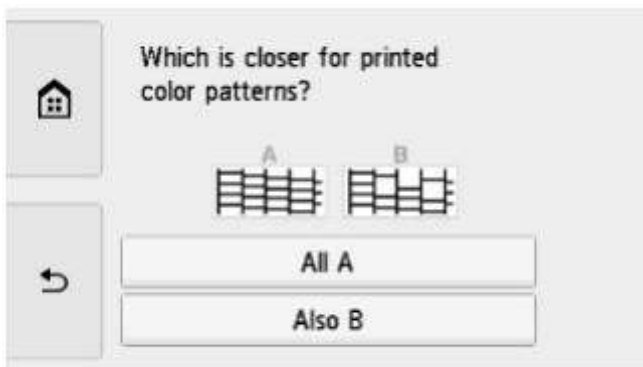 Which is closer for printed
color patterns?
A B
All A
Also B